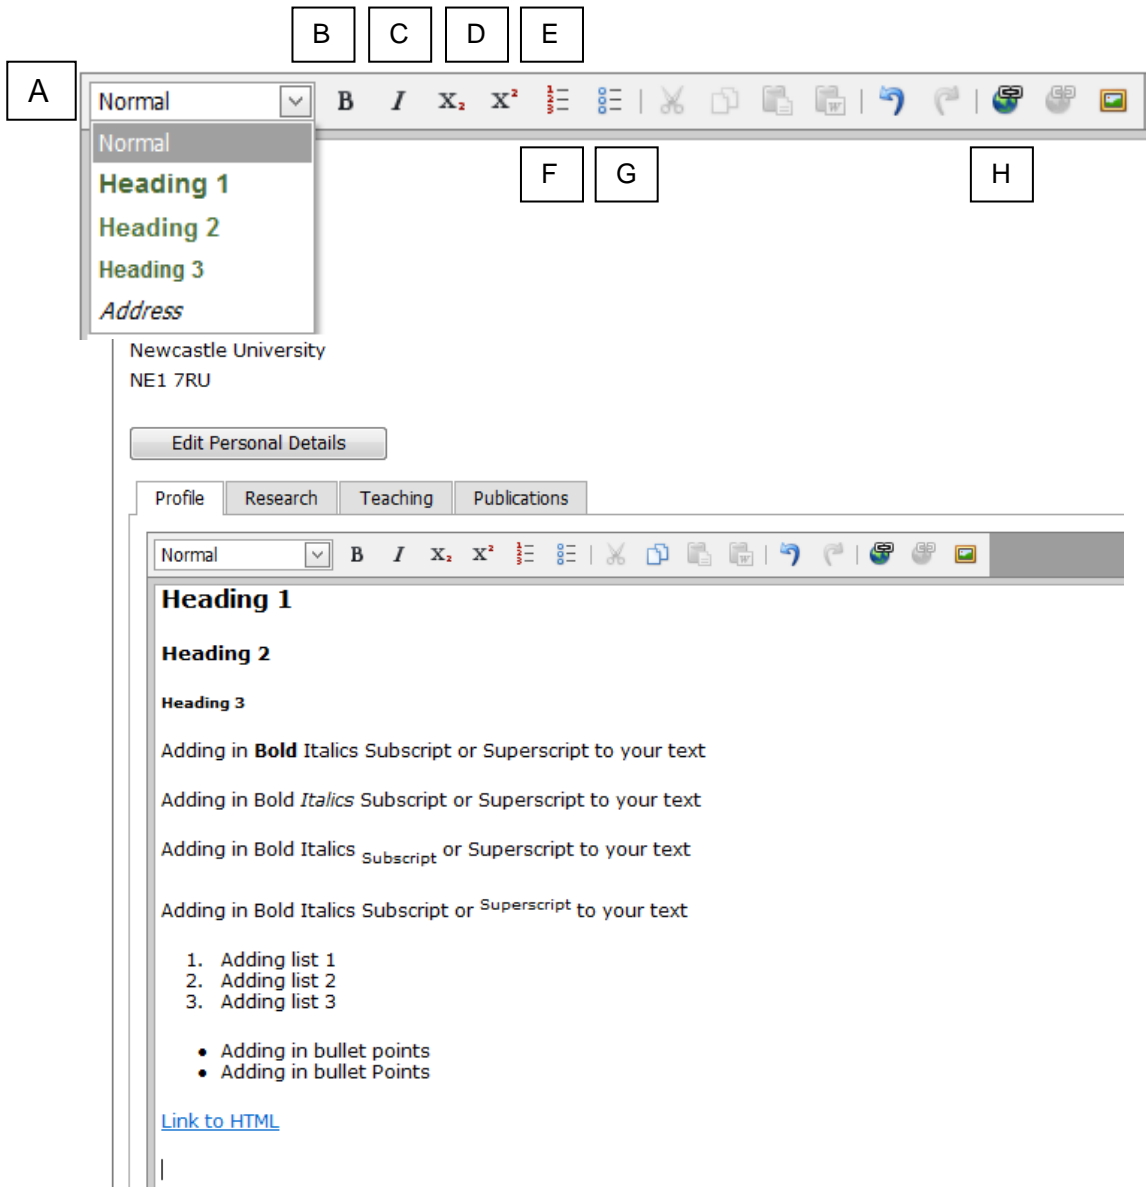 B C D E
A
Normal B I X₂ X²
Normal
Heading 1
Heading 2
Heading 3
Address
F G H
Newcastle University
NE1 7RU
Edit Personal Details
Profile Research Teaching Publications
Normal B I X₂ X²
Heading 1
Heading 2
Heading 3
Adding in Bold Italics Subscript or Superscript to your text
Adding in Bold Italics Subscript or Superscript to your text
Adding in Bold Italics Subscript or Superscript to your text
Adding in Bold Italics Subscript or Superscript to your text
1. Adding list 1
2. Adding list 2
3. Adding list 3
• Adding in bullet points
• Adding in bullet Points
Link to HTML